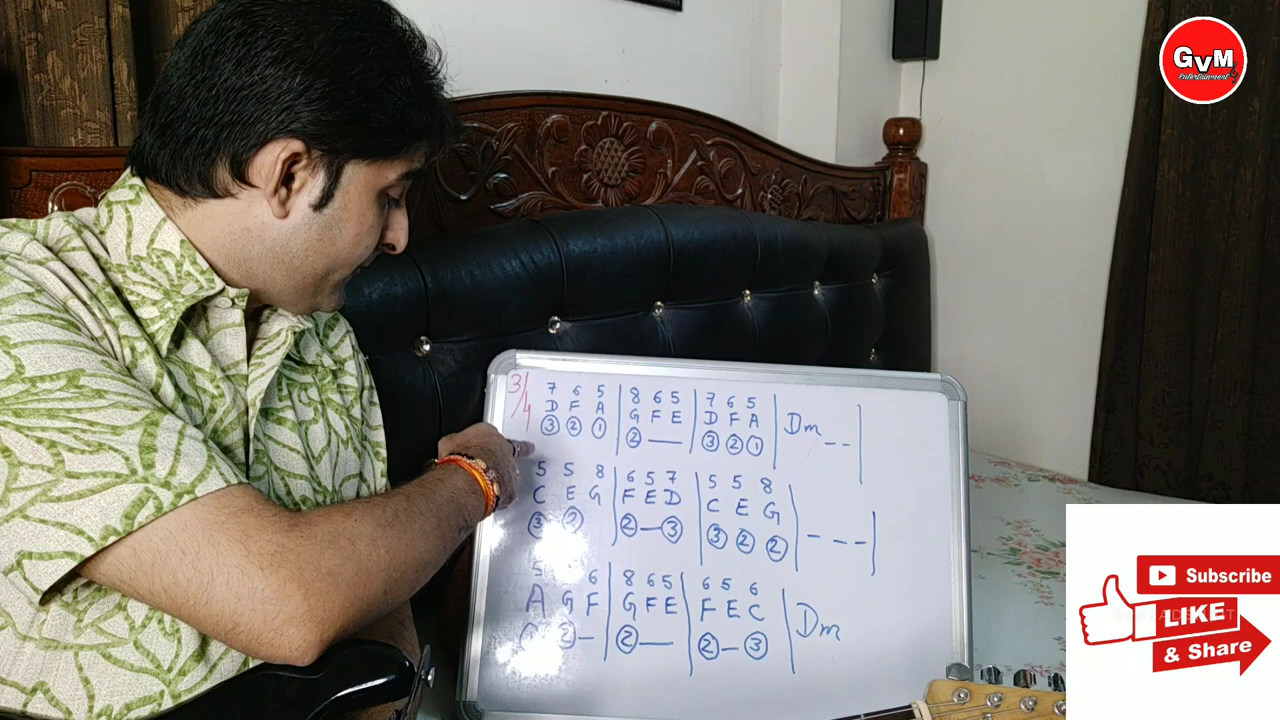 GvM
Entertainment
3/4
7 6 5 | 8 6 5 | 7 6 5
D F A | G F E | D F A | Dm -- |
③ ② ① | ② — | ③ ② ①
5 5 8 | 6 5 7 | 5 5 8
C E G | F E D | C E G | --- |
③ ② | ② — ③ | ③ ② ②
5 6 | 8 6 5 | 6 5 6
A G F | G F E | F E C | Dm
② — | ② — | ② — ③
Subscribe
LIKE
& Share